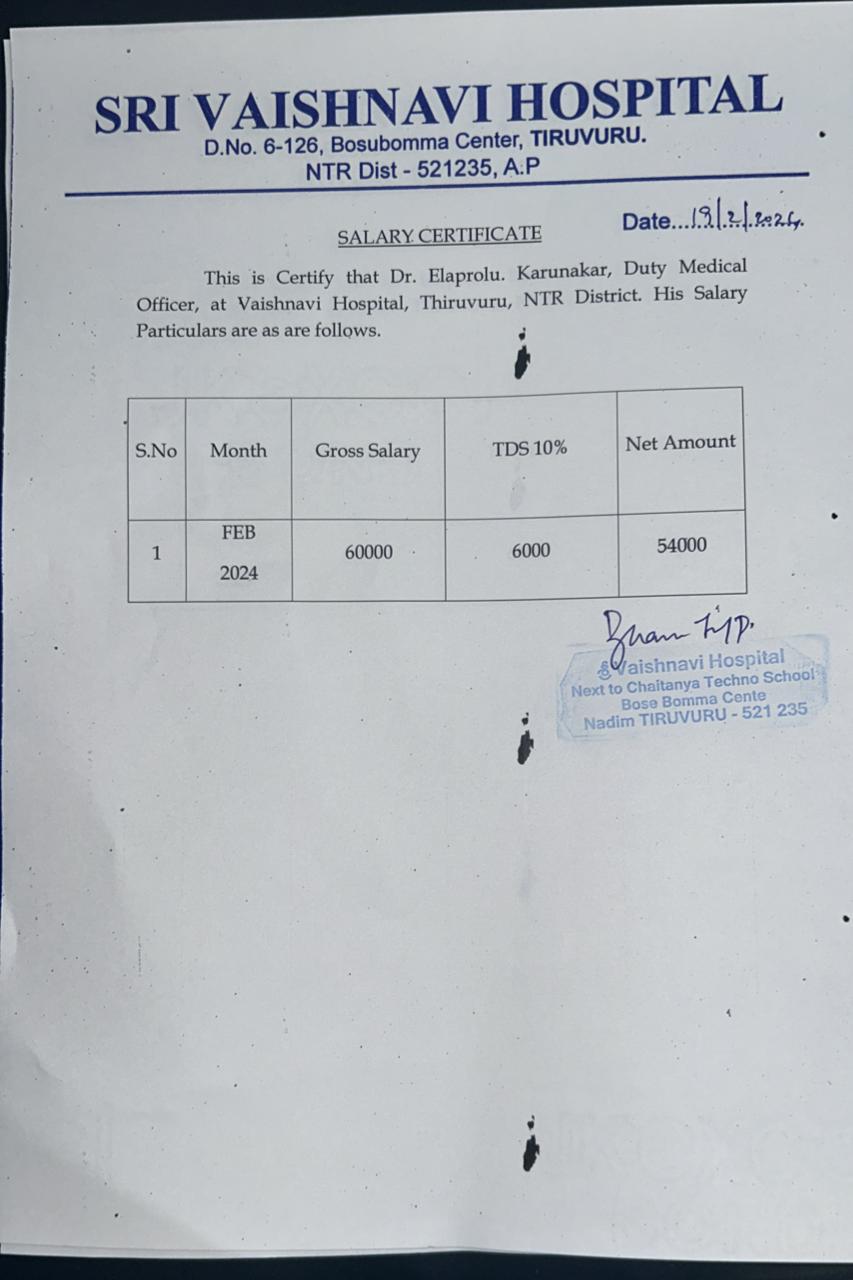 SRI VAISHNAVI HOSPITAL
D.No. 6-126, Bosubomma Center, TIRUVURU.
NTR Dist - 521235, A.P
Date...19/2/2024.
SALARY CERTIFICATE
This is Certify that Dr. Elaprolu. Karunakar, Duty Medical
Officer, at Vaishnavi Hospital, Thiruvuru, NTR District. His Salary
Particulars are as are follows.
S.No Month Gross Salary TDS 10% Net Amount
1 FEB 2024 60000 6000 54000
Vaishnavi Hospital
Next to Chaitanya Techno School
Bose Bomma Cente
Nadim TIRUVURU - 521 235